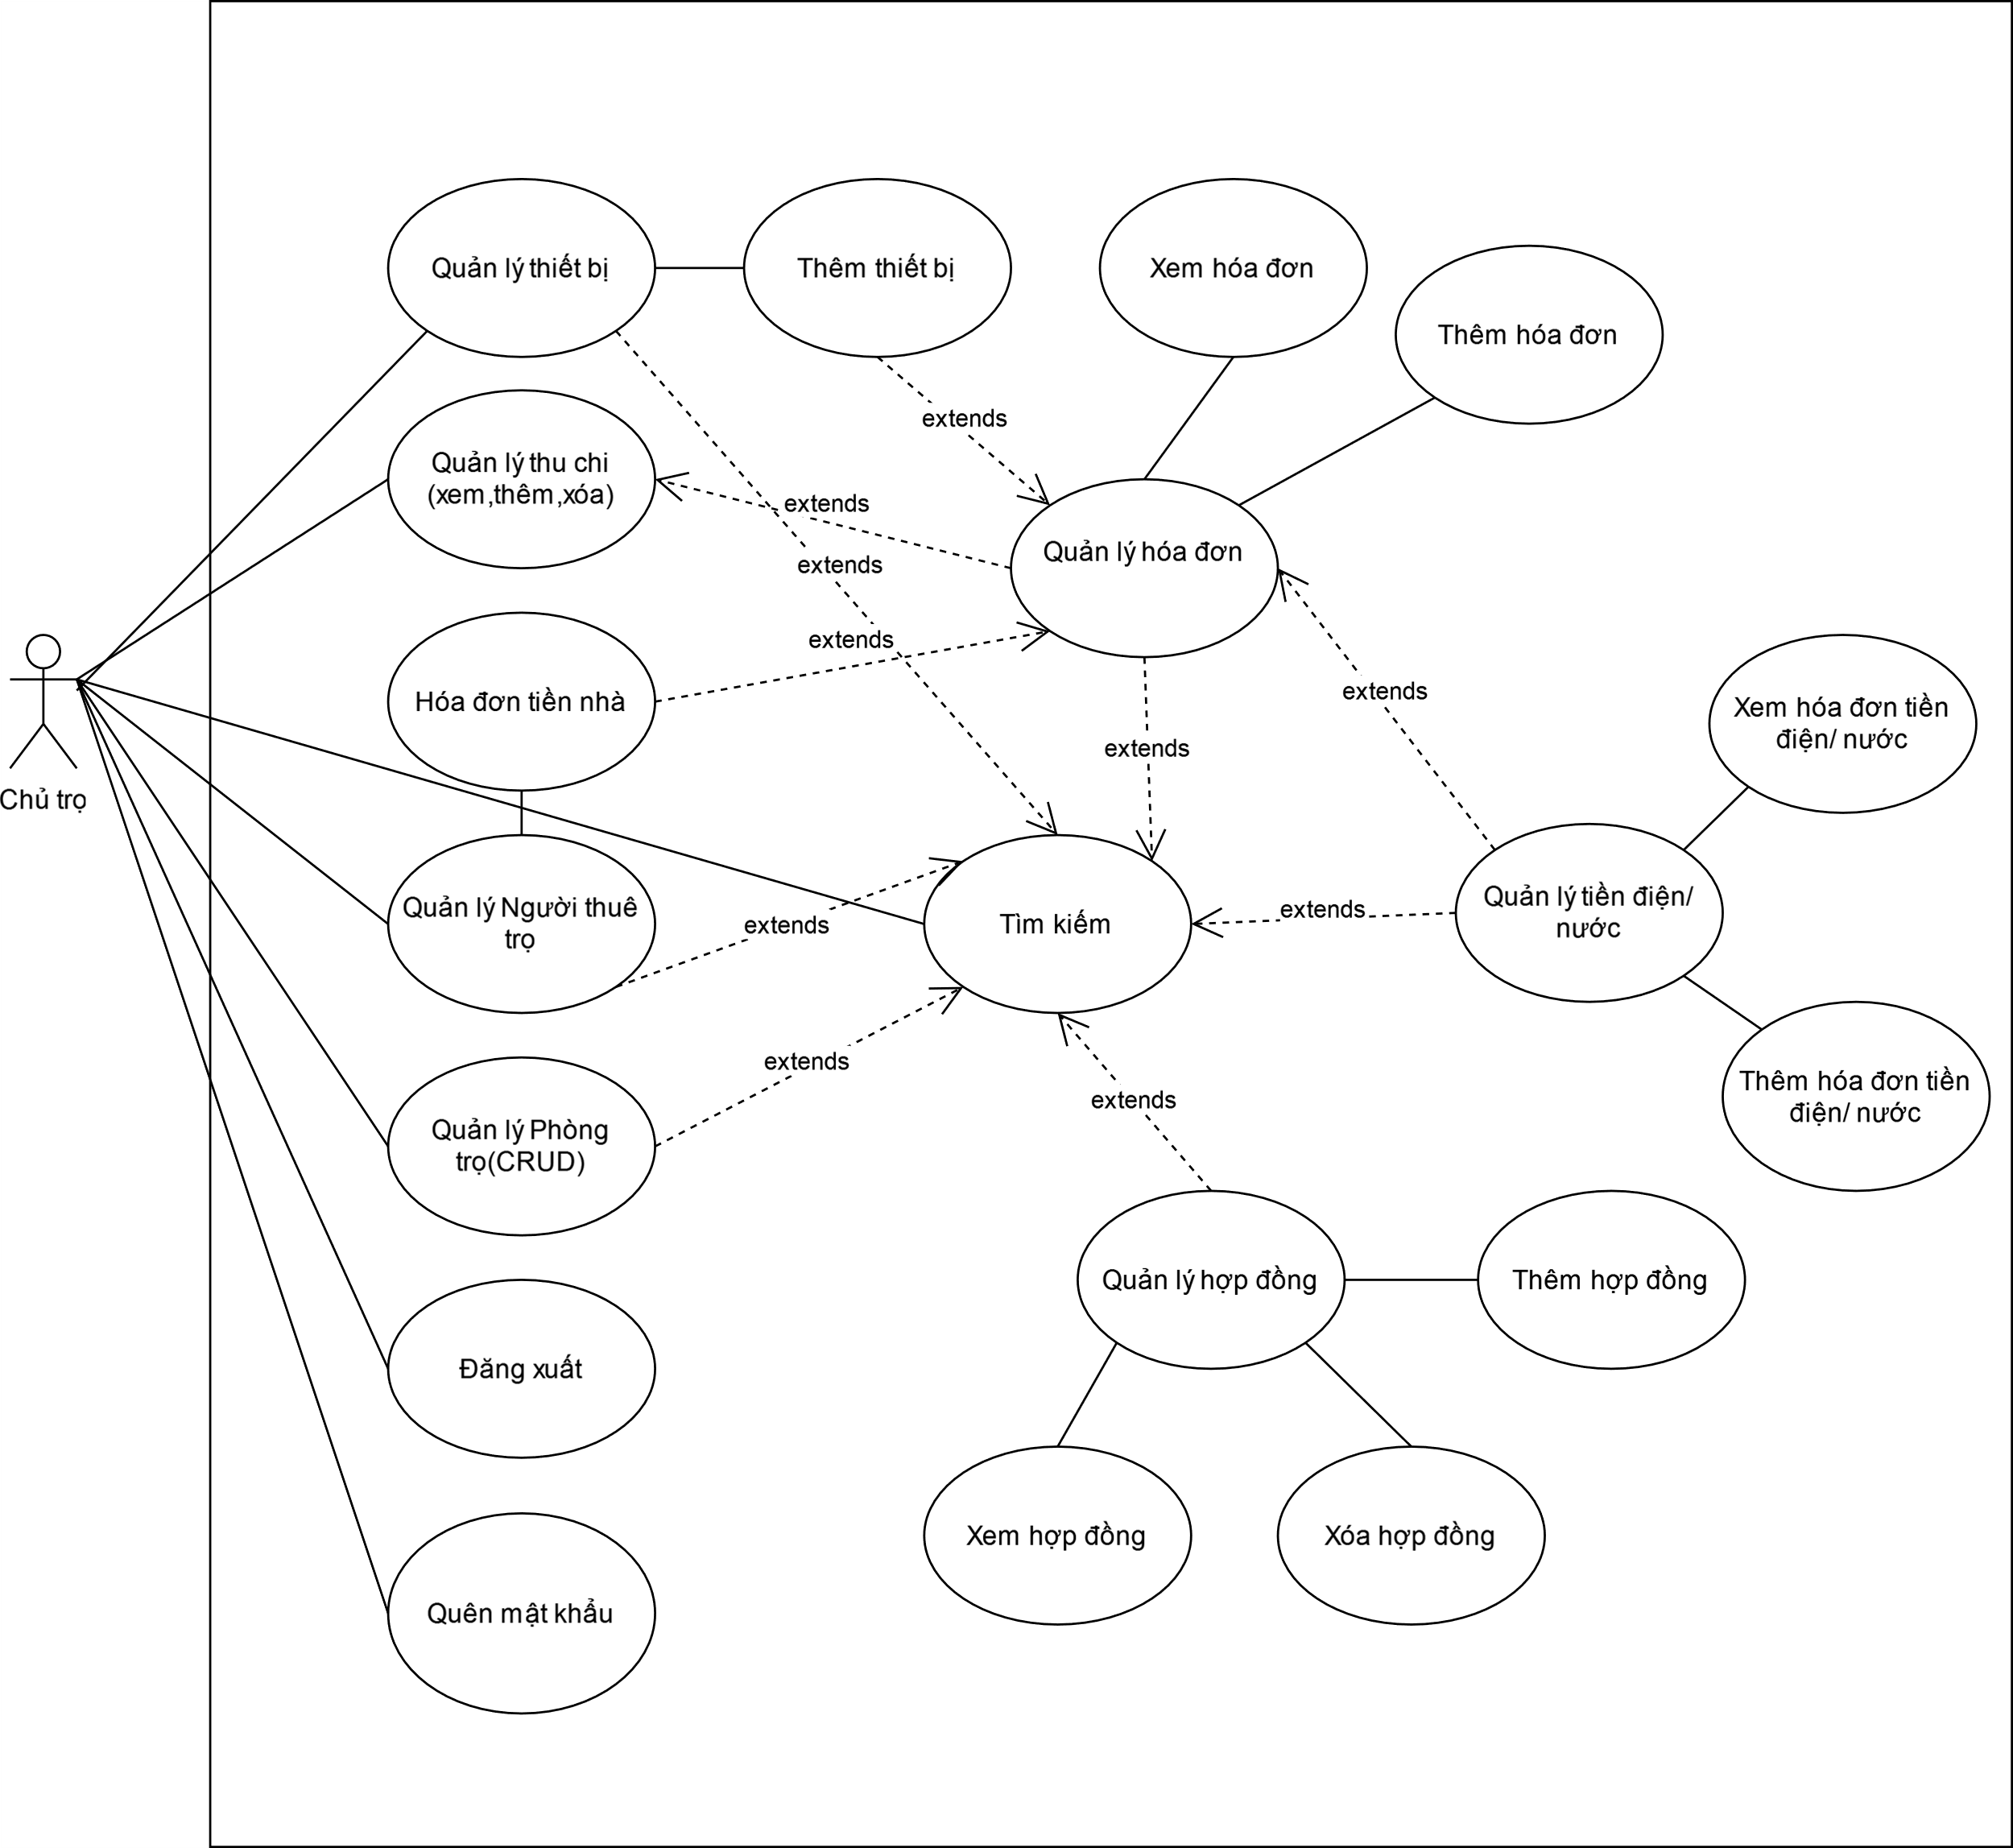 Quản lý thiết bị
Thêm thiết bị
Xem hóa đơn
Thêm hóa đơn
extends
Quản lý thu chi
(xem,thêm,xóa)
extends
Quản lý hóa đơn
extends
extends
Hóa đơn tiền nhà
extends
Xem hóa đơn tiền
điện/ nước
extends
Chủ trọ
Quản lý Người thuê
trọ
extends
Tìm kiếm
extends
Quản lý tiền điện/
nước
extends
extends
Thêm hóa đơn tiền
điện/ nước
Quản lý Phòng
trọ(CRUD)
Quản lý hợp đồng
Thêm hợp đồng
Đăng xuất
Xem hợp đồng
Xóa hợp đồng
Quên mật khẩu